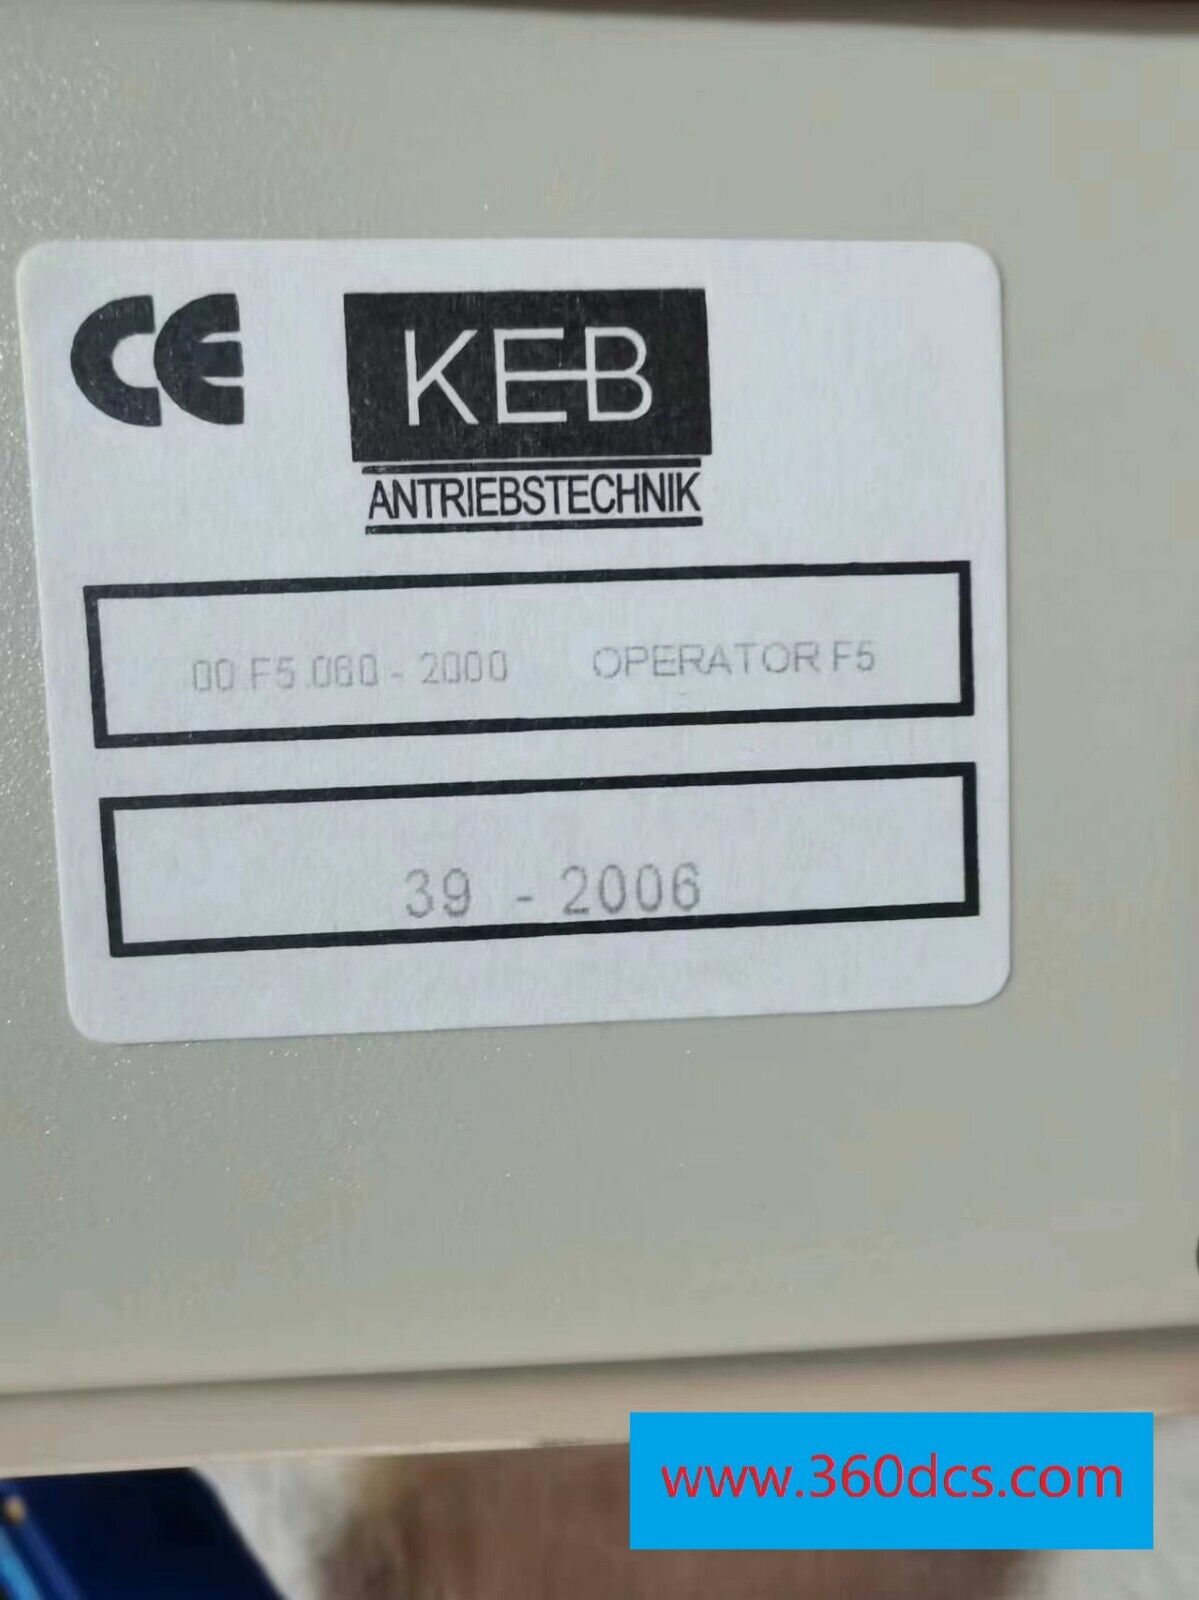 CE
KEB
ANTRIEBSTECHNIK
00.F5.060-2000 OPERATOR F5
39 - 2006
www.360dcs.com